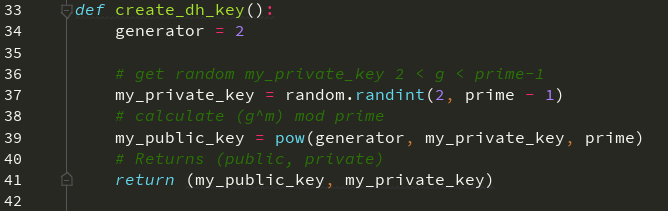 33 def create_dh_key():
34 generator = 2
35
36 # get random my_private_key 2 < g < prime-1
37 my_private_key = random.randint(2, prime - 1)
38 # calculate (g^m) mod prime
39 my_public_key = pow(generator, my_private_key, prime)
40 # Returns (public, private)
41 return (my_public_key, my_private_key)
42